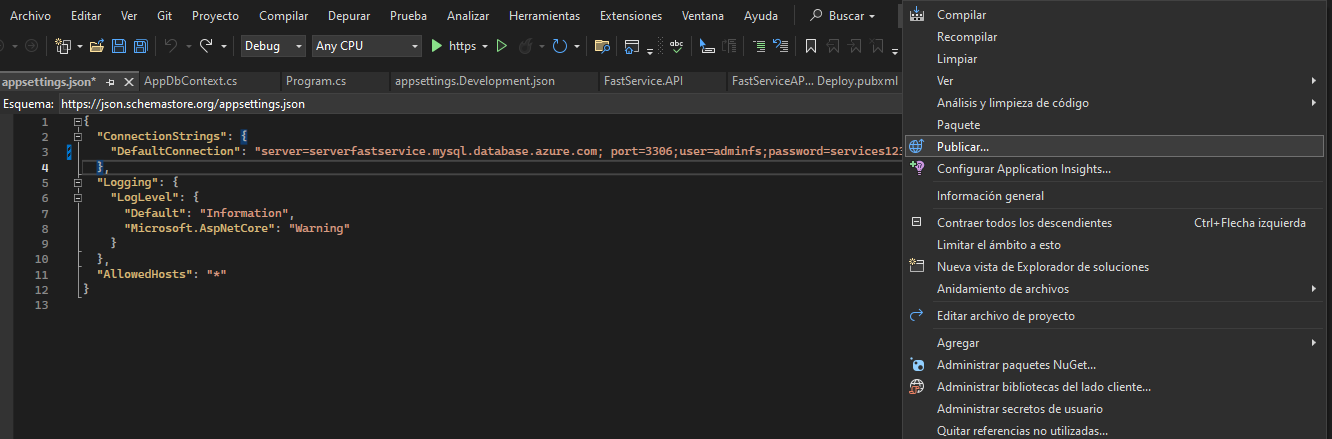 Archivo Editar Ver Git Proyecto Compilar Depurar Prueba Analizar Herramientas Extensiones Ventana Ayuda Buscar
Debug Any CPU https
appsettings.json* AppDbContext.cs Program.cs appsettings.Development.json FastService.API FastServiceAP... Deploy.pubxml
Esquema: https://json.schemastore.org/appsettings.json
1 {
2 "ConnectionStrings": {
3 "DefaultConnection": "server=serverfastservice.mysql.database.azure.com; port=3306;user=adminfs;password=services123
4 },
5 "Logging": {
6 "LogLevel": {
7 "Default": "Information",
8 "Microsoft.AspNetCore": "Warning"
9 }
10 },
11 "AllowedHosts": "*"
12 }
13
Compilar
Recompilar
Limpiar
Ver
Análisis y limpieza de código
Paquete
Publicar...
Configurar Application Insights...
Información general
Contraer todos los descendientes Ctrl+Flecha izquierda
Limitar el ámbito a esto
Nueva vista de Explorador de soluciones
Anidamiento de archivos
Editar archivo de proyecto
Agregar
Administrar paquetes NuGet...
Administrar bibliotecas del lado cliente...
Administrar secretos de usuario
Quitar referencias no utilizadas...